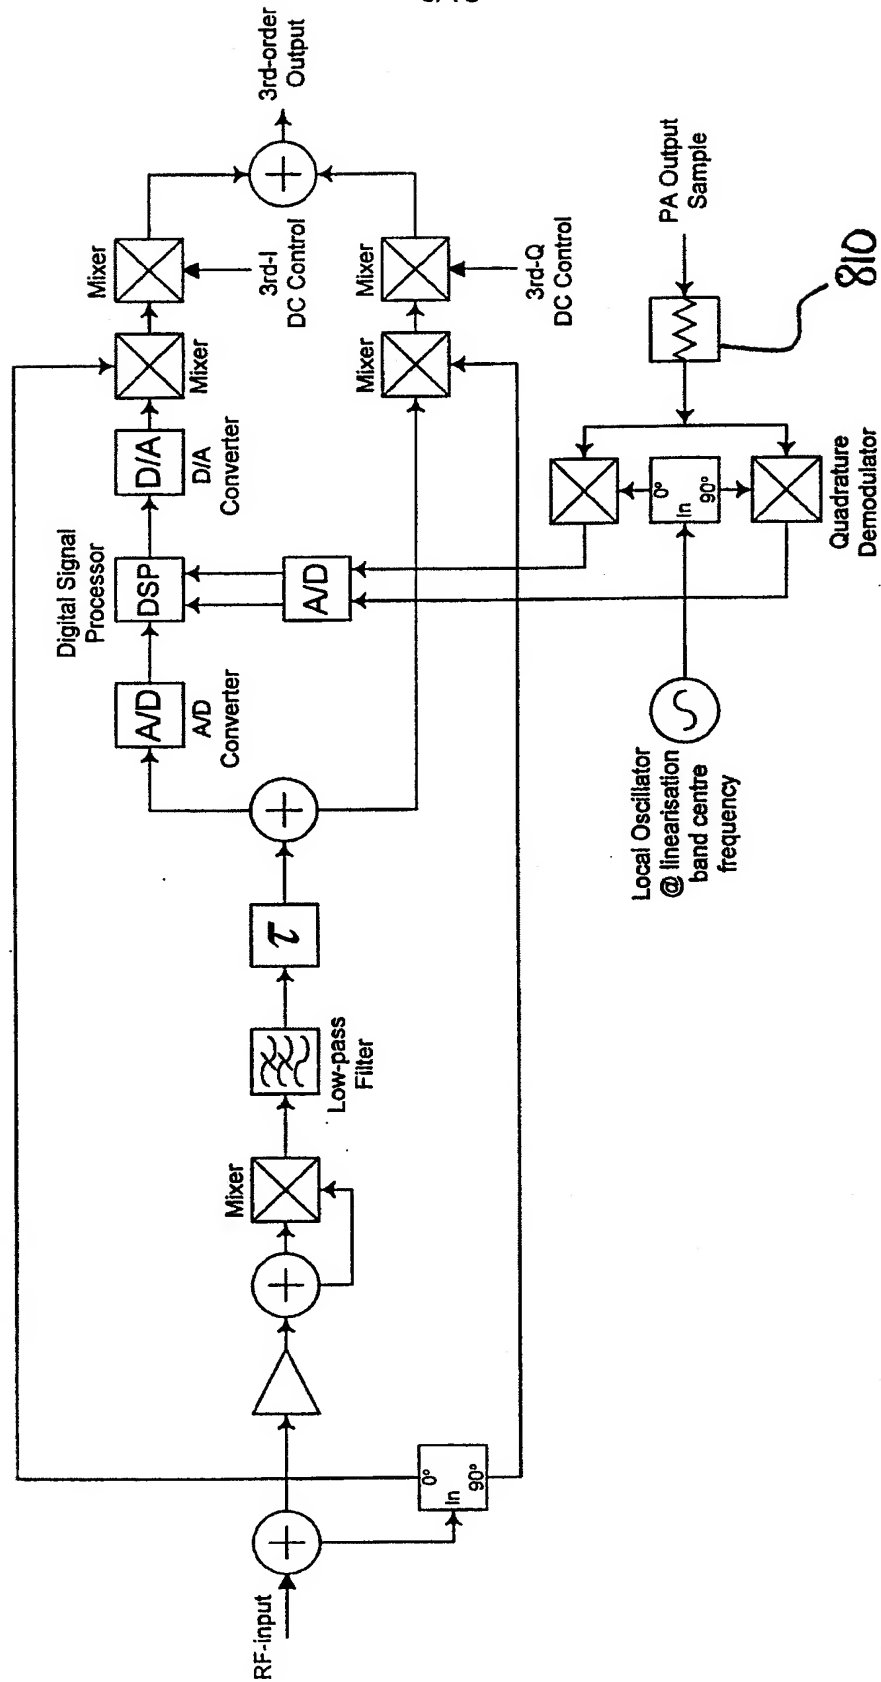 RF-input
In
0°
90°
Mixer
Low-pass
Filter
τ
A/D
A/D
Converter
Digital Signal
Processor
DSP
D/A
D/A
Converter
Mixer
Mixer
3rd-I
DC Control
3rd-order
Output
A/D
Mixer
Mixer
3rd-Q
DC Control
Local Oscillator
@ linearisation
band centre
frequency
In
0°
90°
Quadrature
Demodulator
PA Output
Sample
810